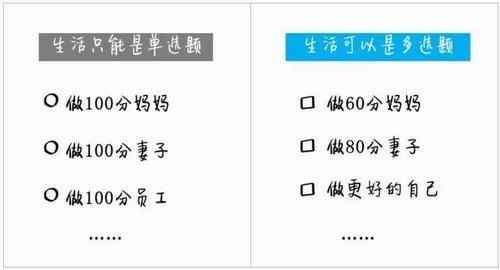 生活只能是单选题
做100分妈妈
做100分妻子
做100分员工
……
生活可以是多选题
做60分妈妈
做80分妻子
做更好的自己
……